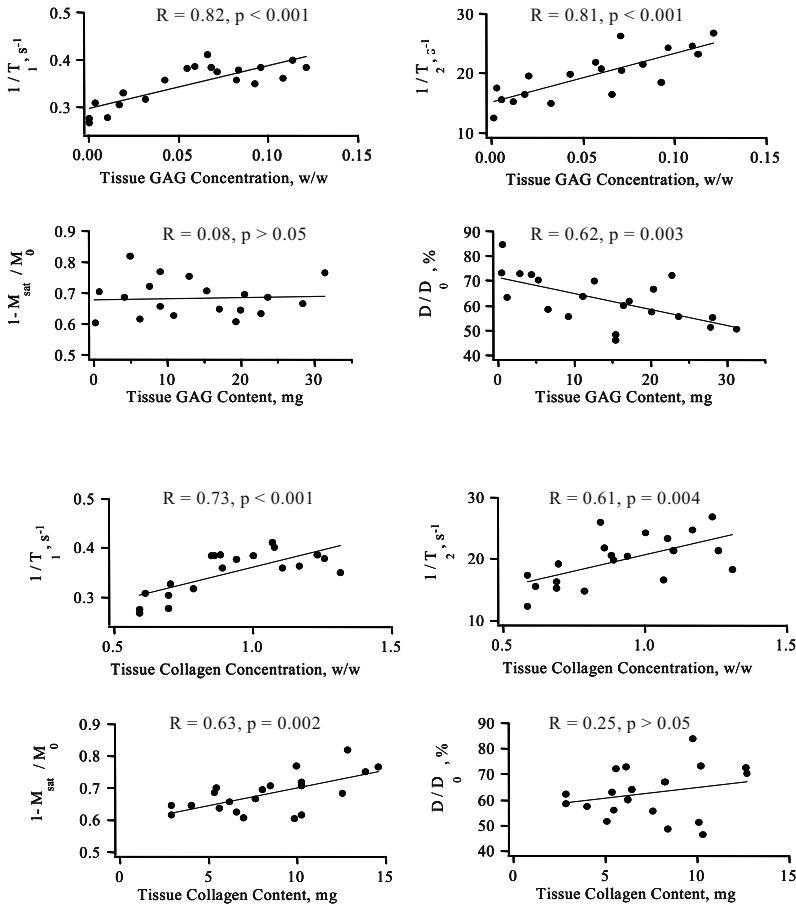 R = 0.82, p < 0.001
1 / T1, s-1
0.5
0.4
0.3
0.00 0.05 0.10 0.15
Tissue GAG Concentration, w/w
R = 0.81, p < 0.001
1 / T2, s-1
30
20
10
0.00 0.05 0.10 0.15
Tissue GAG Concentration, w/w
R = 0.08, p > 0.05
1- Msat / M0
0.9
0.8
0.7
0.6
0.5
0 10 20 30
Tissue GAG Content, mg
R = 0.62, p = 0.003
D / D0, %
90
80
70
60
50
40
0 10 20 30
Tissue GAG Content, mg
R = 0.73, p < 0.001
1 / T1, s-1
0.5
0.4
0.3
0.5 1.0 1.5
Tissue Collagen Concentration, w/w
R = 0.61, p = 0.004
1 / T2, s-1
30
20
10
0.5 1.0 1.5
Tissue Collagen Concentration, w/w
R = 0.63, p = 0.002
1- Msat / M0
0.9
0.8
0.7
0.6
0.5
0 5 10 15
Tissue Collagen Content, mg
R = 0.25, p > 0.05
D / D0, %
90
80
70
60
50
40
0 5 10 15
Tissue Collagen Content, mg